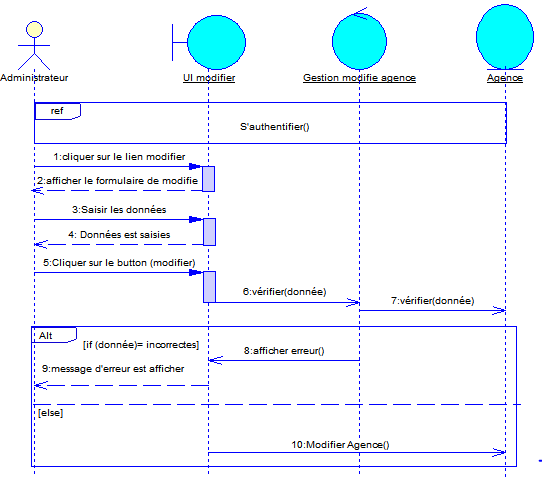 Administrateur
UI modifier
Gestion modifie agence
Agence
ref
S'authentifier()
1:cliquer sur le lien modifier
2:afficher le formulaire de modifie
3:Saisir les données
4: Données est saisies
5:Cliquer sur le button (modifier)
6:vérifier(donnée)
7:vérifier(donnée)
Alt
[if (donnée)= incorrectes]
8:afficher erreur()
9:message d'erreur est afficher
[else]
10:Modifier Agence()